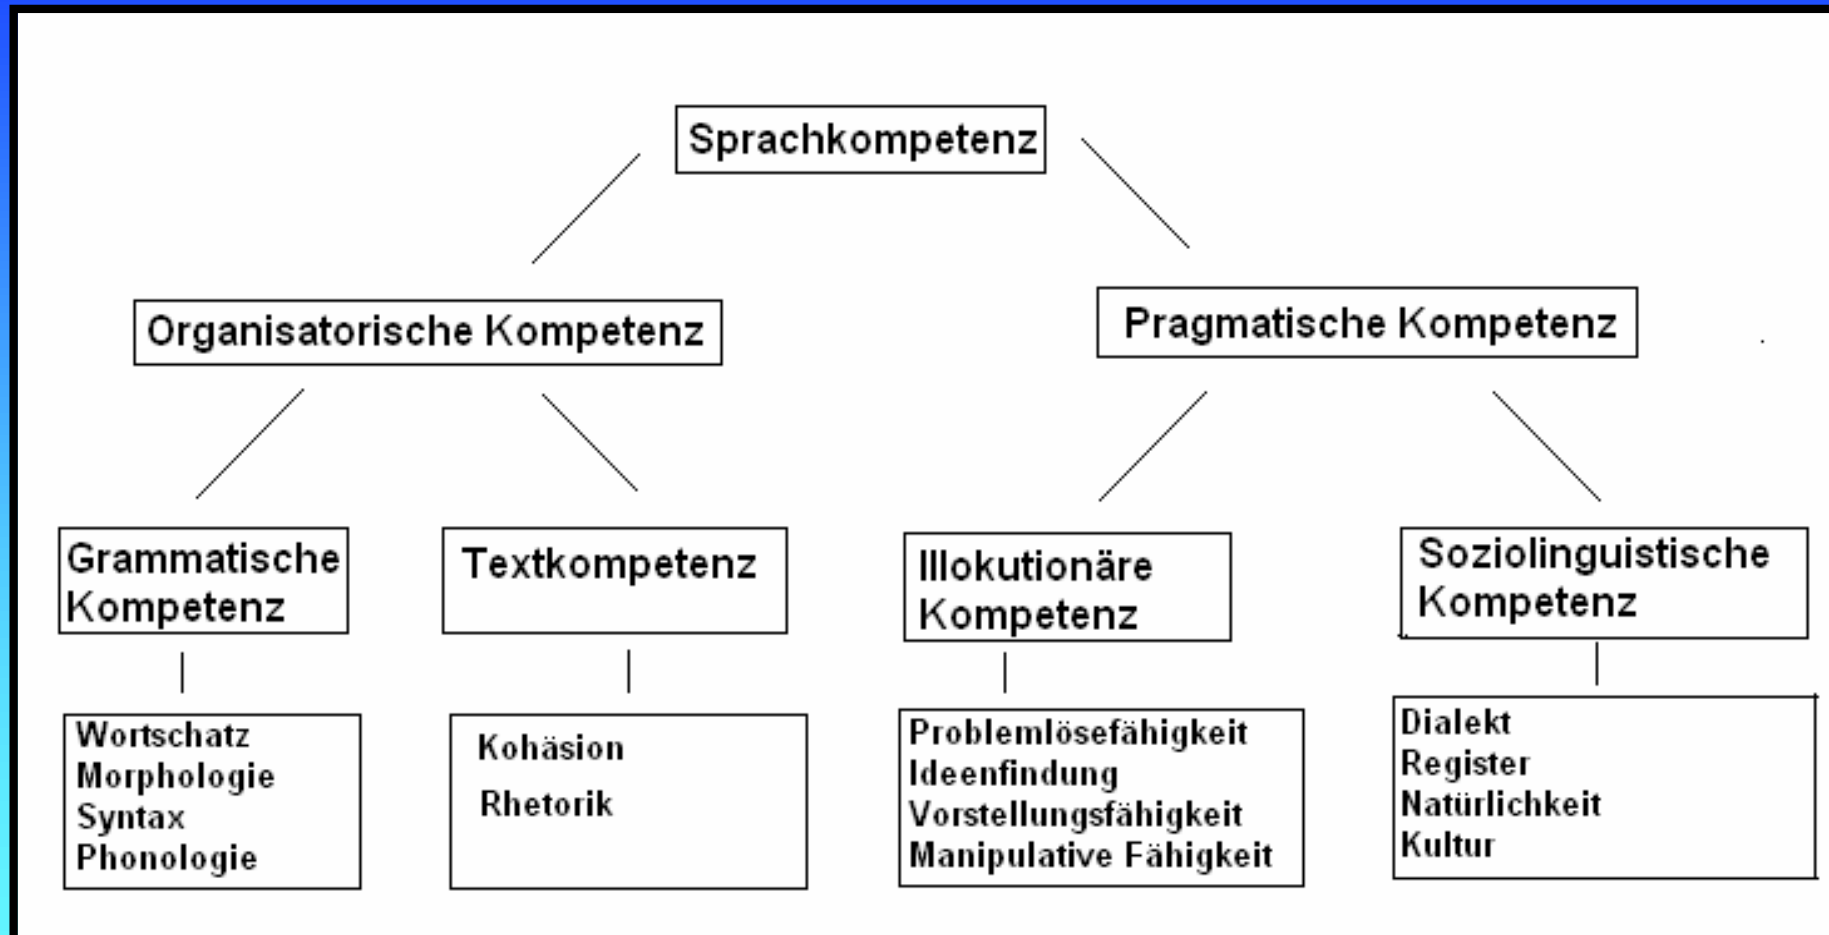 Sprachkompetenz
Organisatorische Kompetenz
Pragmatische Kompetenz
Grammatische
Kompetenz
Textkompetenz
Illokutionäre
Kompetenz
Soziolinguistische
Kompetenz
Wortschatz
Morphologie
Syntax
Phonologie
Kohäsion
Rhetorik
Problemlösefähigkeit
Ideenfindung
Vorstellungsfähigkeit
Manipulative Fähigkeit
Dialekt
Register
Natürlichkeit
Kultur